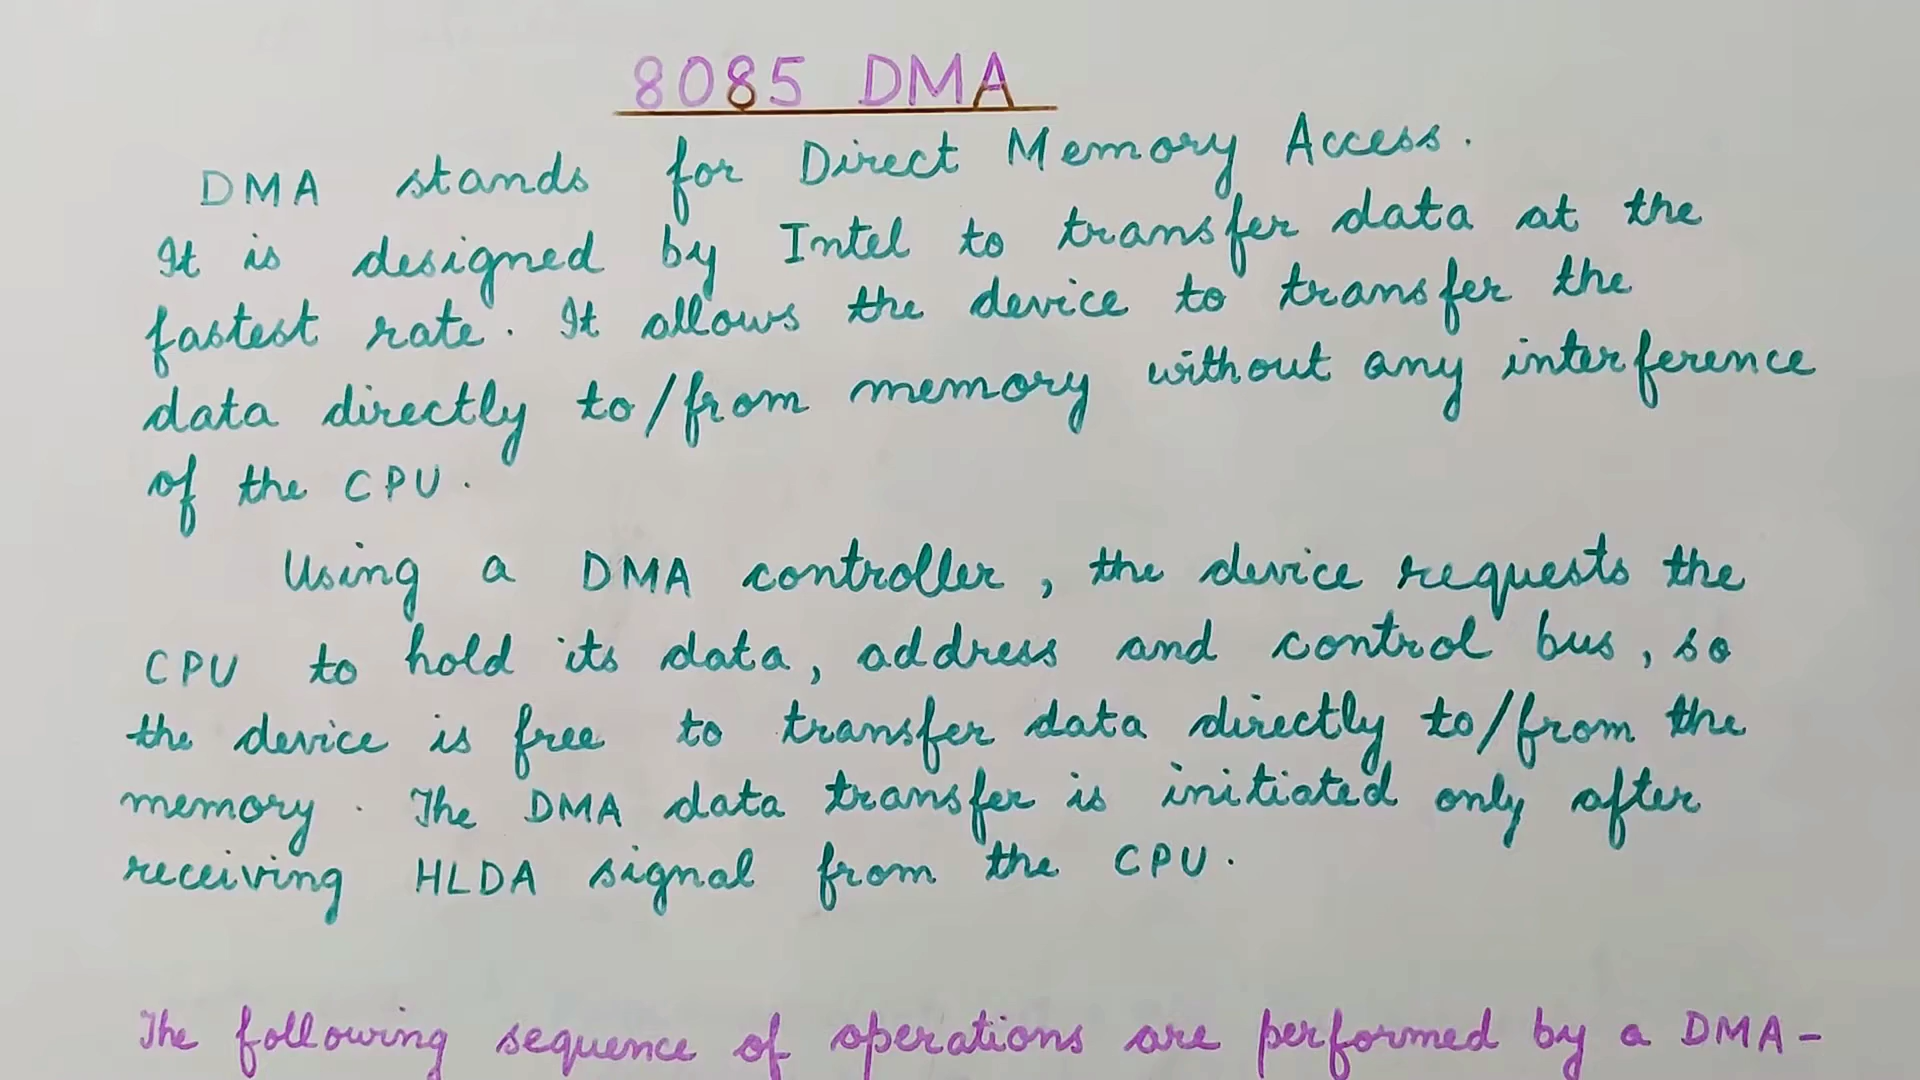 8085 DMA
DMA stands for Direct Memory Access.
It is designed by Intel to transfer data at the
fastest rate. It allows the device to transfer the
data directly to/from memory without any interference
of the CPU.
Using a DMA controller, the device requests the
CPU to hold its data, address and control bus, so
the device is free to transfer data directly to/from the
memory. The DMA data transfer is initiated only after
receiving HLDA signal from the CPU.
The following sequence of operations are performed by a DMA-